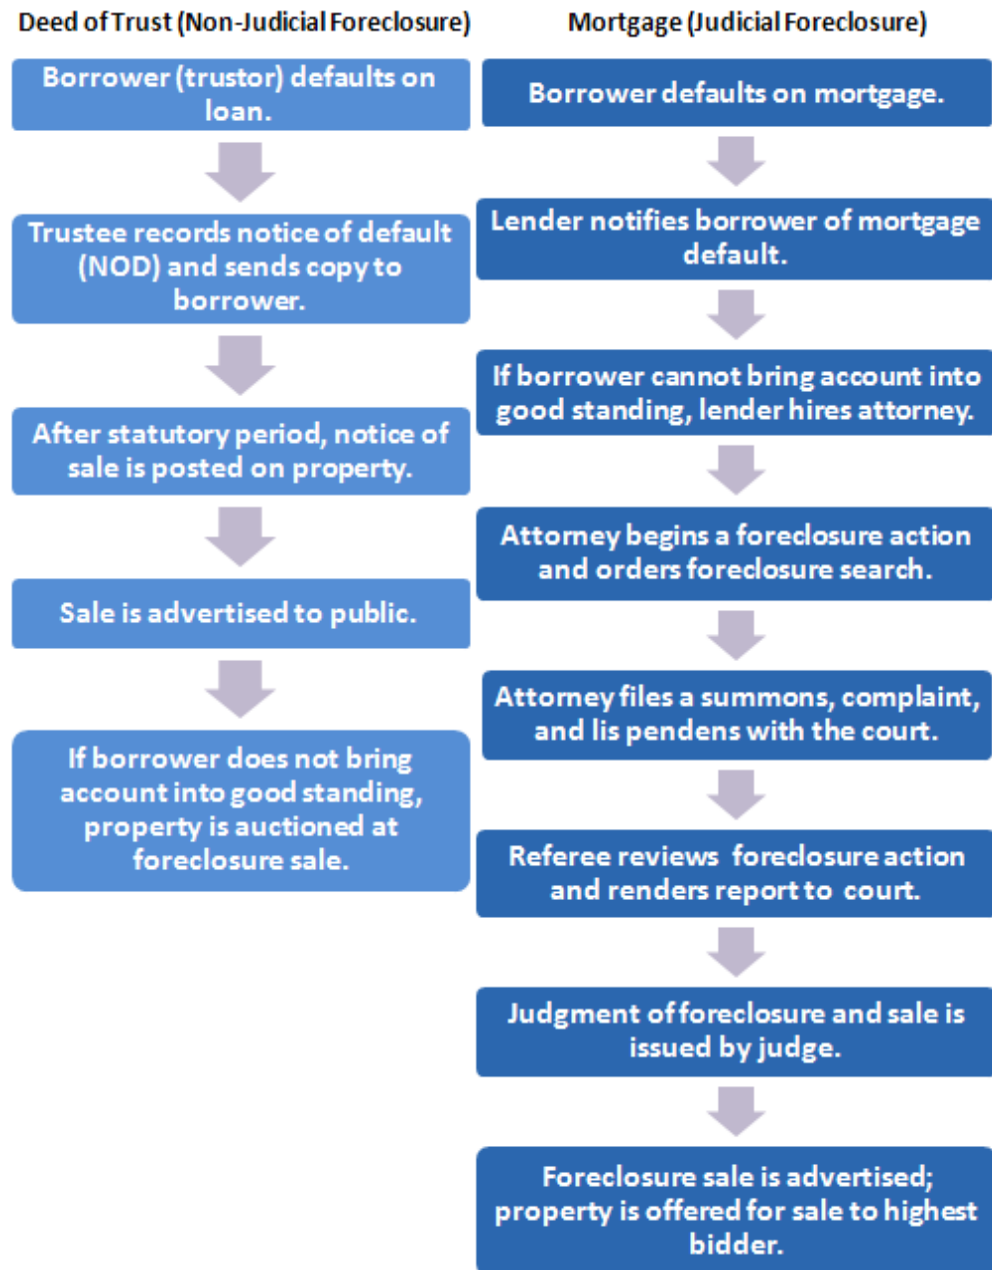 Deed of Trust (Non-Judicial Foreclosure)
Borrower (trustor) defaults on
loan.
Trustee records notice of default
(NOD) and sends copy to
borrower.
After statutory period, notice of
sale is posted on property.
Sale is advertised to public.
If borrower does not bring
account into good standing,
property is auctioned at
foreclosure sale.
Mortgage (Judicial Foreclosure)
Borrower defaults on mortgage.
Lender notifies borrower of mortgage
default.
If borrower cannot bring account into
good standing, lender hires attorney.
Attorney begins a foreclosure action
and orders foreclosure search.
Attorney files a summons, complaint,
and lis pendens with the court.
Referee reviews foreclosure action
and renders report to court.
Judgment of foreclosure and sale is
issued by judge.
Foreclosure sale is advertised;
property is offered for sale to highest
bidder.